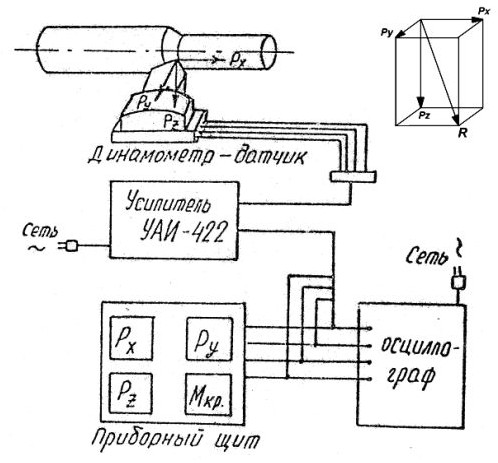 Px
Py
Pz
R
Px
Py
Pz
Динамометр-датчик
Усилитель
УАИ-422
Сеть
~
Сеть
~
Px
Py
Pz
Мкр.
осцилло-
граф
Приборный щит